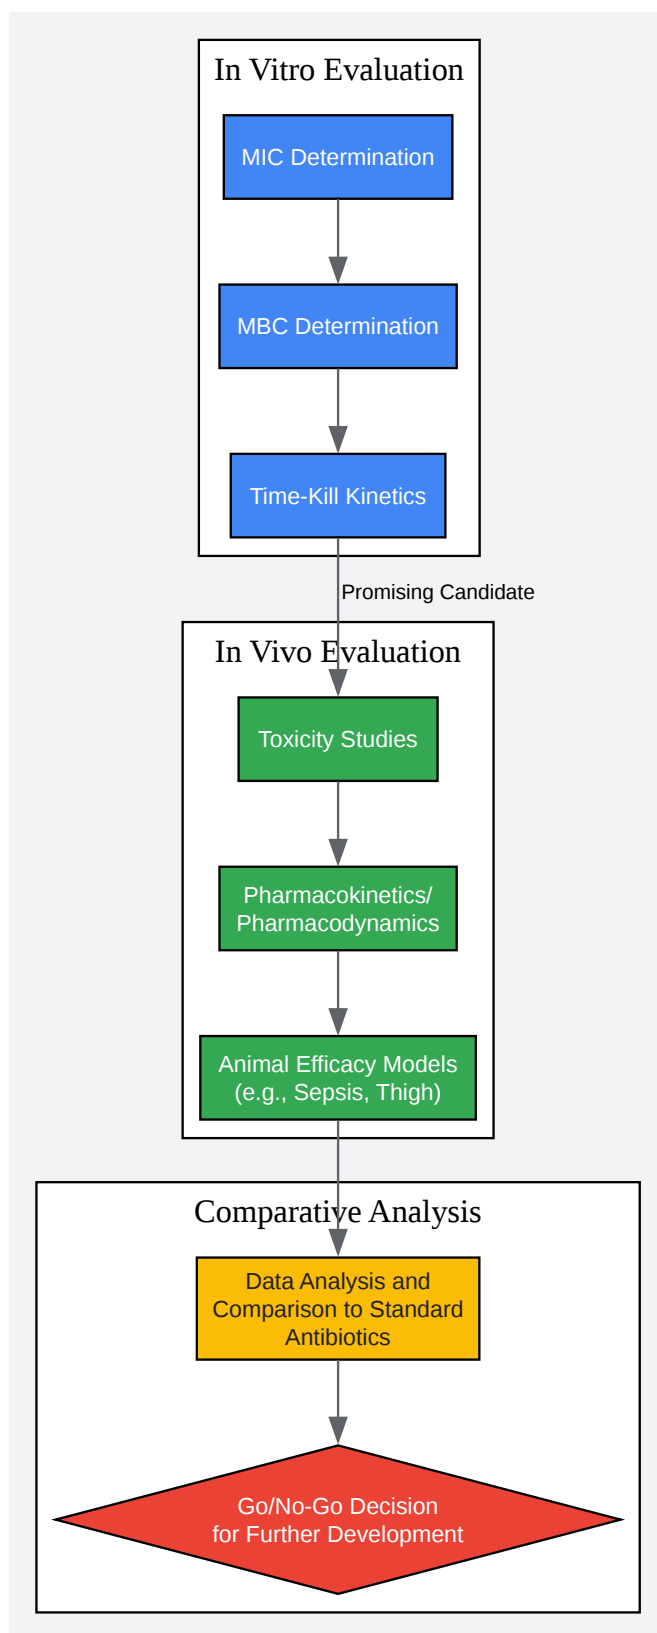 In Vitro Evaluation
MIC Determination
MBC Determination
Time-Kill Kinetics
Promising Candidate
In Vivo Evaluation
Toxicity Studies
Pharmacokinetics/
Pharmacodynamics
Animal Efficacy Models
(e.g., Sepsis, Thigh)
Comparative Analysis
Data Analysis and
Comparison to Standard
Antibiotics
Go/No-Go Decision
for Further Development